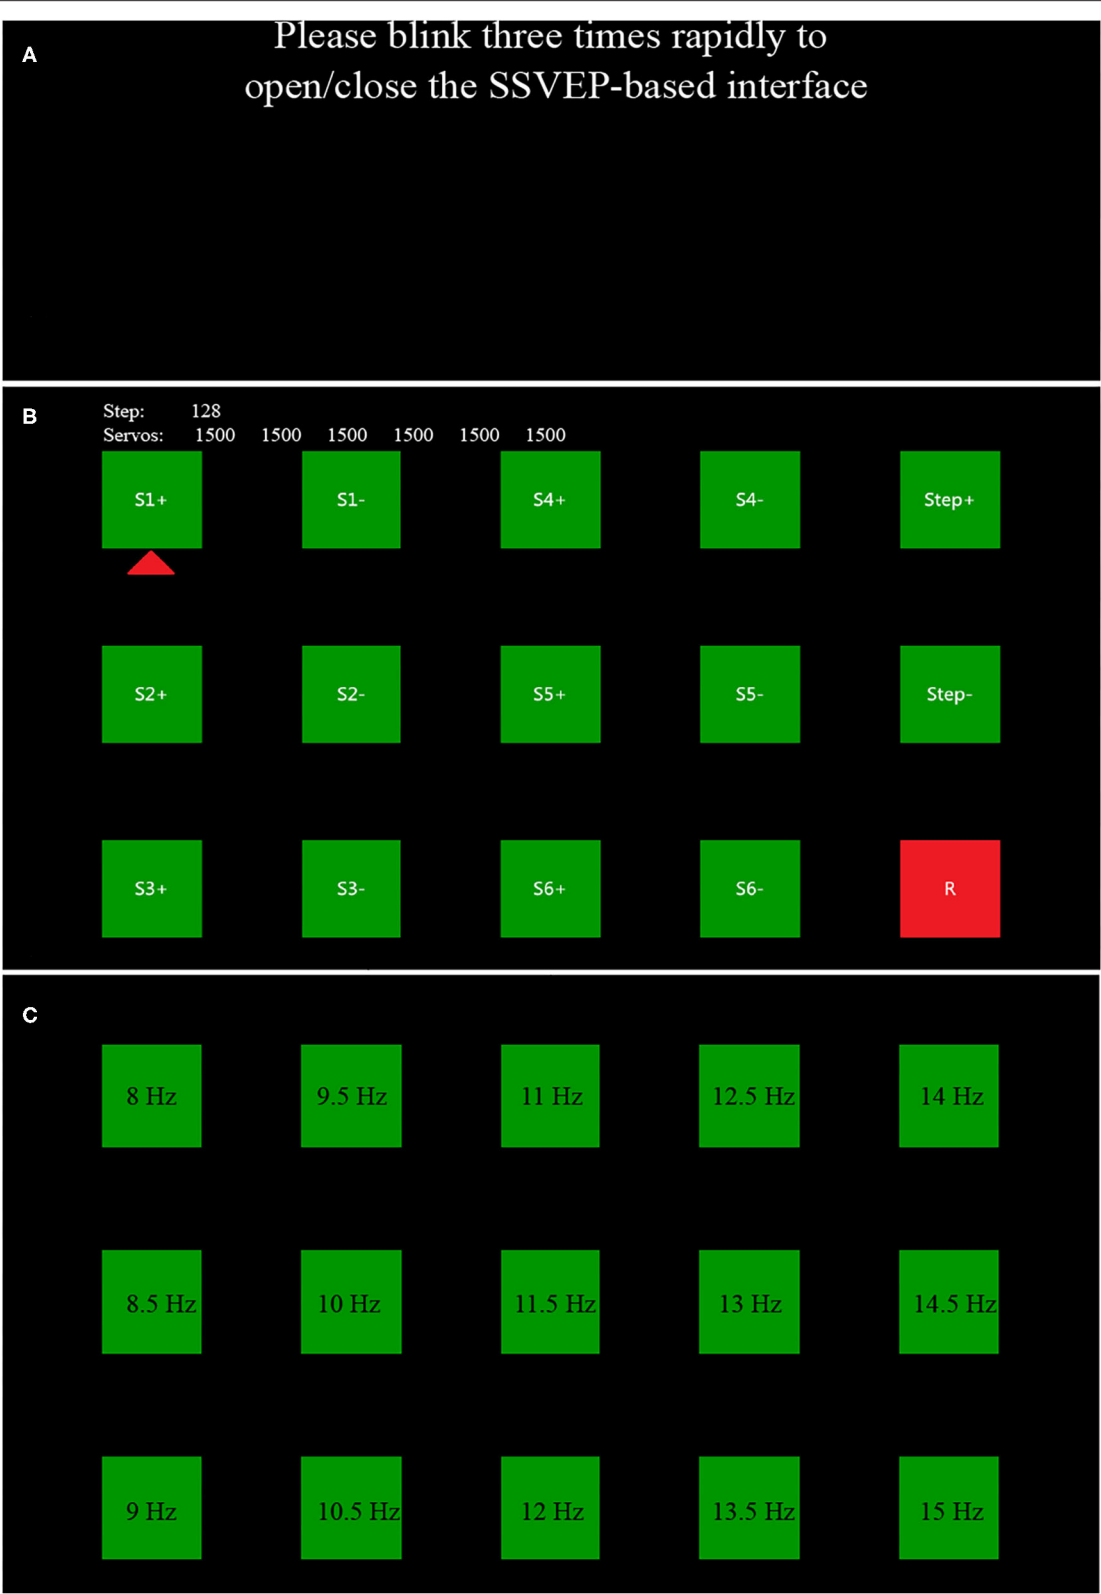 A
Please blink three times rapidly to
open/close the SSVEP-based interface
B
Step: 128
Servos: 1500 1500 1500 1500 1500 1500
S1+ S1- S4+ S4- Step+
S2+ S2- S5+ S5- Step-
S3+ S3- S6+ S6- R
C
8 Hz 9.5 Hz 11 Hz 12.5 Hz 14 Hz
8.5 Hz 10 Hz 11.5 Hz 13 Hz 14.5 Hz
9 Hz 10.5 Hz 12 Hz 13.5 Hz 15 Hz